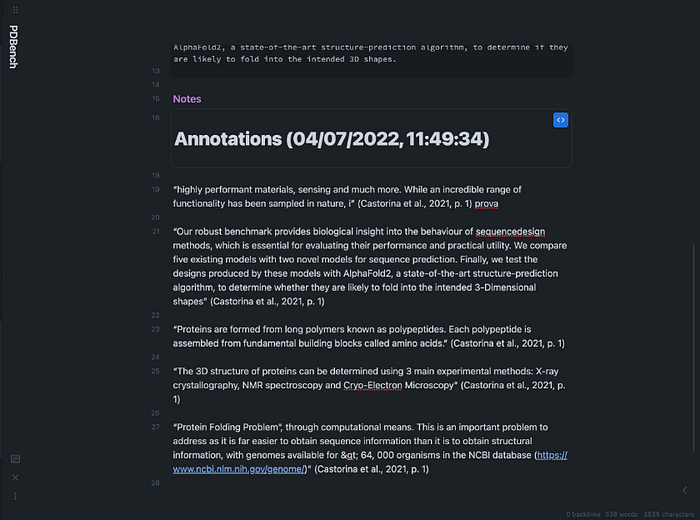 PDBench
AlphaFold2, a state-of-the-art structure-prediction algorithm, to determine if they
are likely to fold into the intended 3D shapes.
13
14
15 Notes
16 Annotations (04/07/2022, 11:49:34)
18
19 “highly performant materials, sensing and much more. While an incredible range of
functionality has been sampled in nature, i” (Castorina et al., 2021, p. 1) prova
20
21 “Our robust benchmark provides biological insight into the behaviour of sequencedesign
methods, which is essential for evaluating their performance and practical utility. We compare
five existing models with two novel models for sequence prediction. Finally, we test the
designs produced by these models with AlphaFold2, a state-of-the-art structure-prediction
algorithm, to determine whether they are likely to fold into the intended 3-Dimensional
shapes” (Castorina et al., 2021, p. 1)
22
23 “Proteins are formed from long polymers known as polypeptides. Each polypeptide is
assembled from fundamental building blocks called amino acids.” (Castorina et al., 2021, p. 1)
24
25 “The 3D structure of proteins can be determined using 3 main experimental methods: X-ray
crystallography, NMR spectroscopy and Cryo-Electron Microscopy” (Castorina et al., 2021, p.
1)
26
27 “Protein Folding Problem”, through computational means. This is an important problem to
address as it is far easier to obtain sequence information than it is to obtain structural
information, with genomes available for &gt; 64, 000 organisms in the NCBI database (https://
www.ncbi.nlm.nih.gov/genome/)” (Castorina et al., 2021, p. 1)
28
0 backlinks 538 words 3635 characters